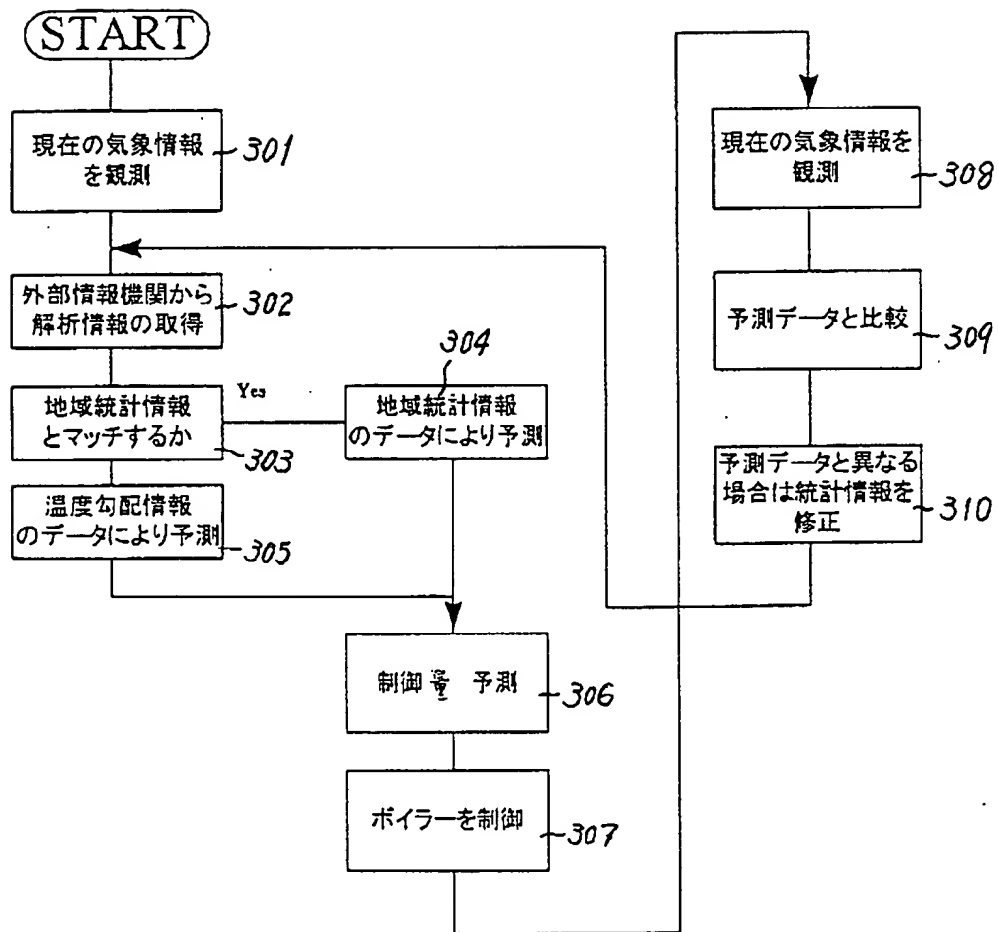 START
現在の気象情報
を観測
301
外部情報機関から
解析情報の取得
302
地域統計情報
とマッチするか
303
Yes
304
地域統計情報
のデータにより予測
温度勾配情報
のデータにより予測
305
制御量 予測
306
ボイラーを制御
307
現在の気象情報を
観測
308
予測データと比較
309
予測データと異なる
場合は統計情報を
修正
310